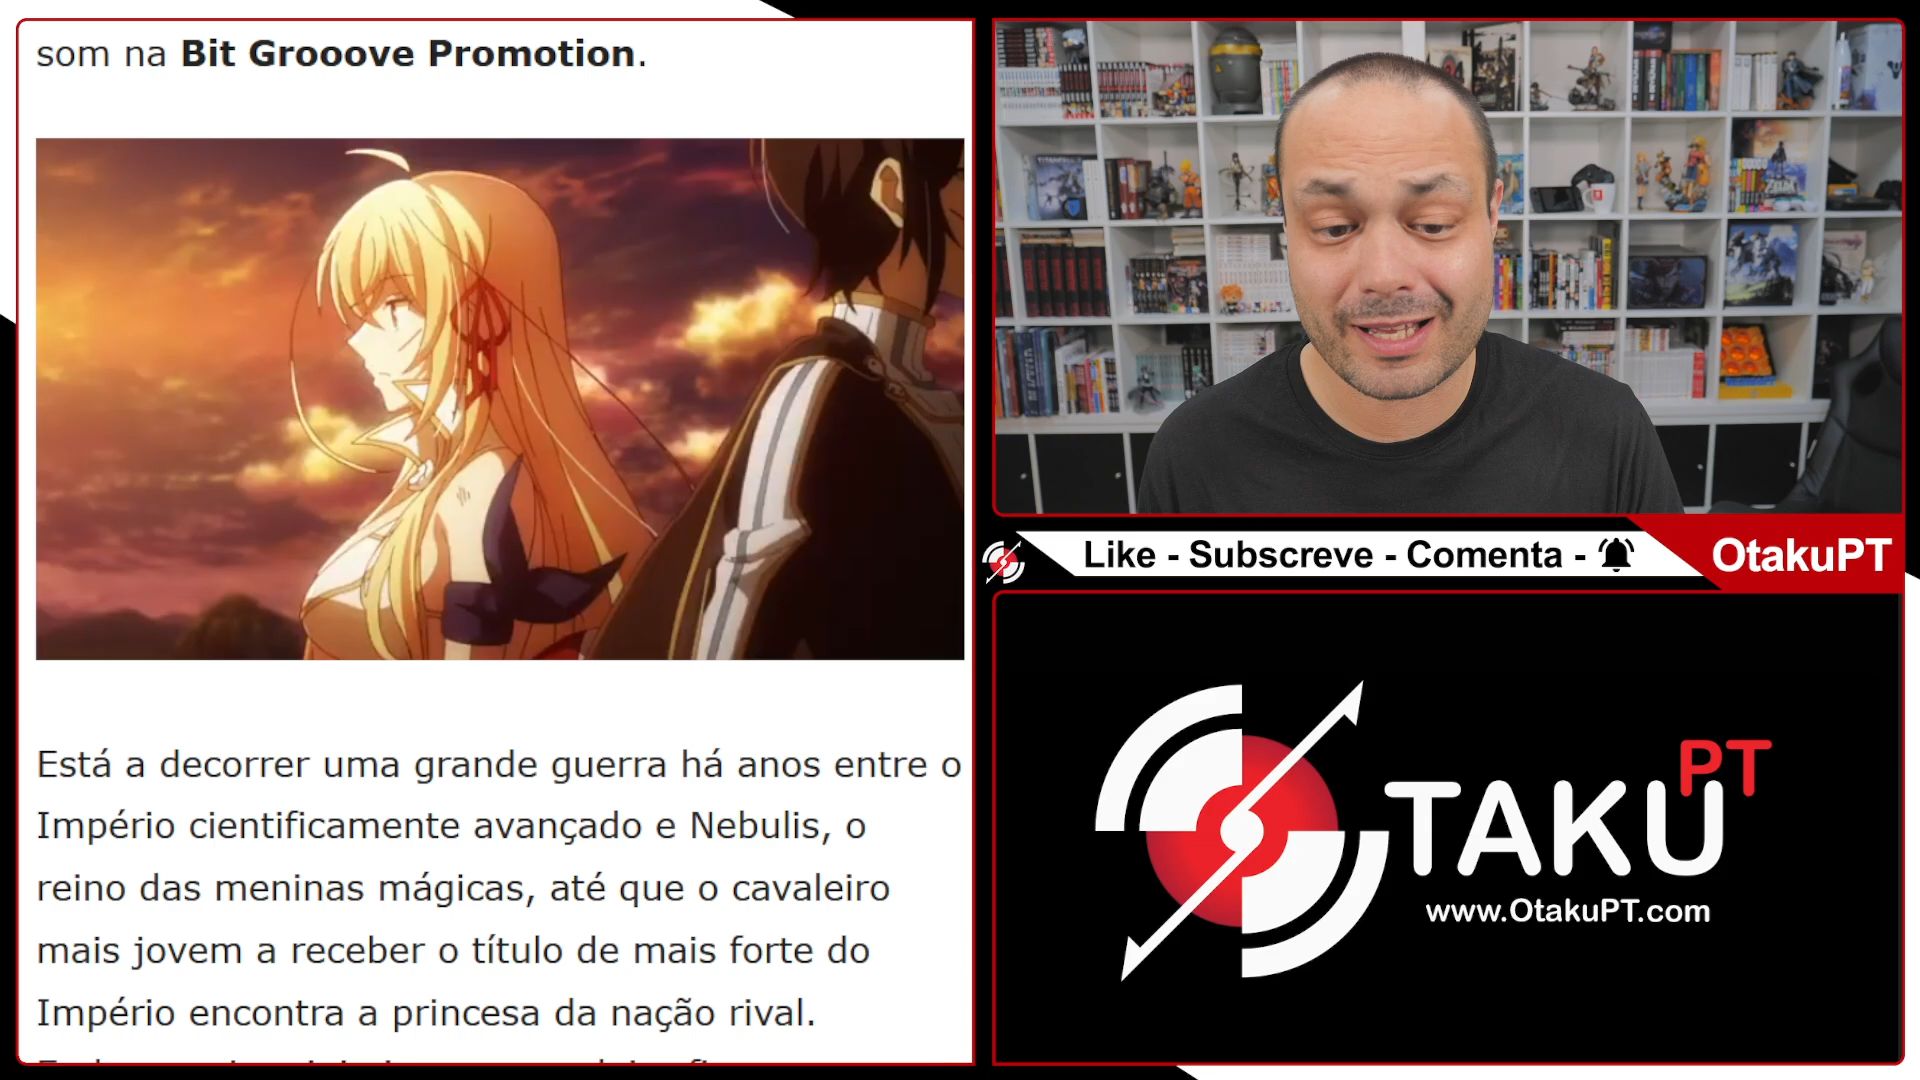 som na Bit Grooove Promotion.
Está a decorrer uma grande guerra há anos entre o
Império cientificamente avançado e Nebulis, o
reino das meninas mágicas, até que o cavaleiro
mais jovem a receber o título de mais forte do
Império encontra a princesa da nação rival.
Like - Subscreve - Comenta -
OtakuPT
OTAKU PT
www.OtakuPT.com